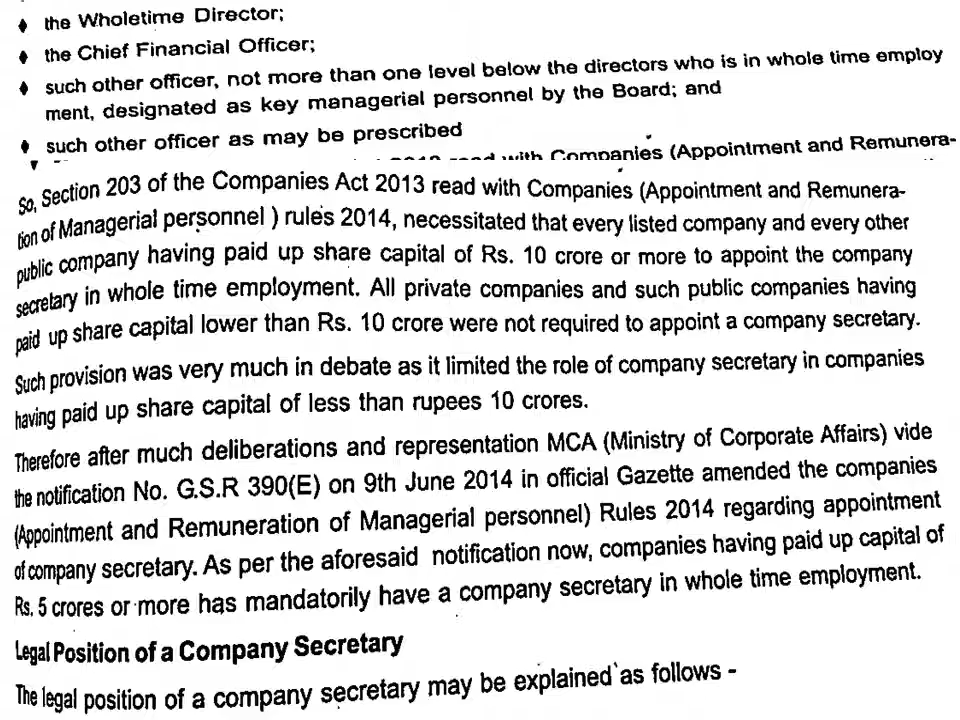 ♦ the Wholetime Director;
♦ the Chief Financial Officer;
♦ such other officer, not more than one level below the directors who is in whole time employ
ment, designated as key managerial personnel by the Board; and
♦ such other officer as may be prescribed
read with Companies (Appointment and Remunera-
So, Section 203 of the Companies Act 2013 read with Companies (Appointment and Remunera-
tion of Managerial personnel ) rules 2014, necessitated that every listed company and every other
public company having paid up share capital of Rs. 10 crore or more to appoint the company
secretary in whole time employment. All private companies and such public companies having
paid up share capital lower than Rs. 10 crore were not required to appoint a company secretary.
Such provision was very much in debate as it limited the role of company secretary in companies
having paid up share capital of less than rupees 10 crores.
Therefore after much deliberations and representation MCA (Ministry of Corporate Affairs) vide
the notification No. G.S.R 390(E) on 9th June 2014 in official Gazette amended the companies
(Appointment and Remuneration of Managerial personnel) Rules 2014 regarding appointment
of company secretary. As per the aforesaid notification now, companies having paid up capital of
Rs. 5 crores or more has mandatorily have a company secretary in whole time employment.
Legal Position of a Company Secretary
The legal position of a company secretary may be explained as follows -